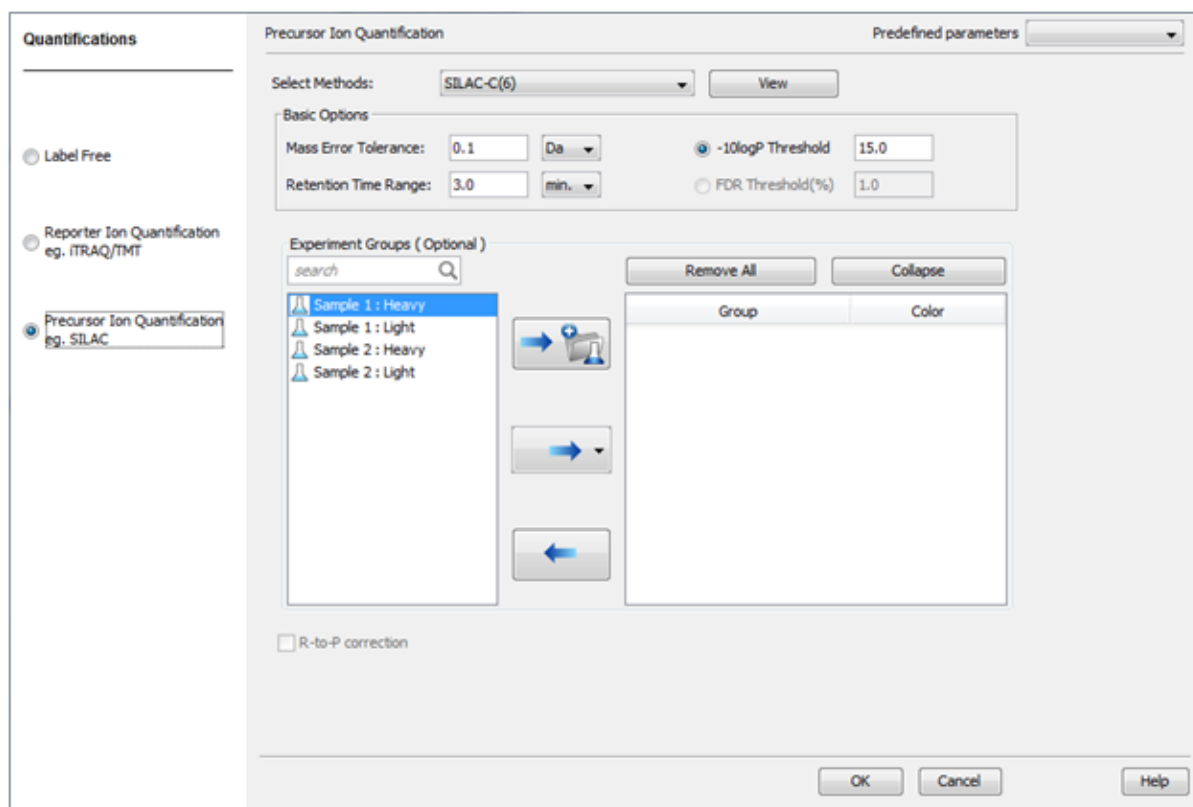 Quantifications
Label Free
Reporter Ion Quantification
eg. iTRAQ/TMT
Precursor Ion Quantification
eg. SILAC
Precursor Ion Quantification
Predefined parameters
Select Methods: SILAC-C(6) View
Basic Options
Mass Error Tolerance: 0.1 Da -10logP Threshold 15.0
Retention Time Range: 3.0 min. FDR Threshold(%) 1.0
Experiment Groups ( Optional )
search Remove All Collapse
Sample 1 : Heavy
Sample 1 : Light
Sample 2 : Heavy
Sample 2 : Light
Group Color
R-to-P correction
OK Cancel Help